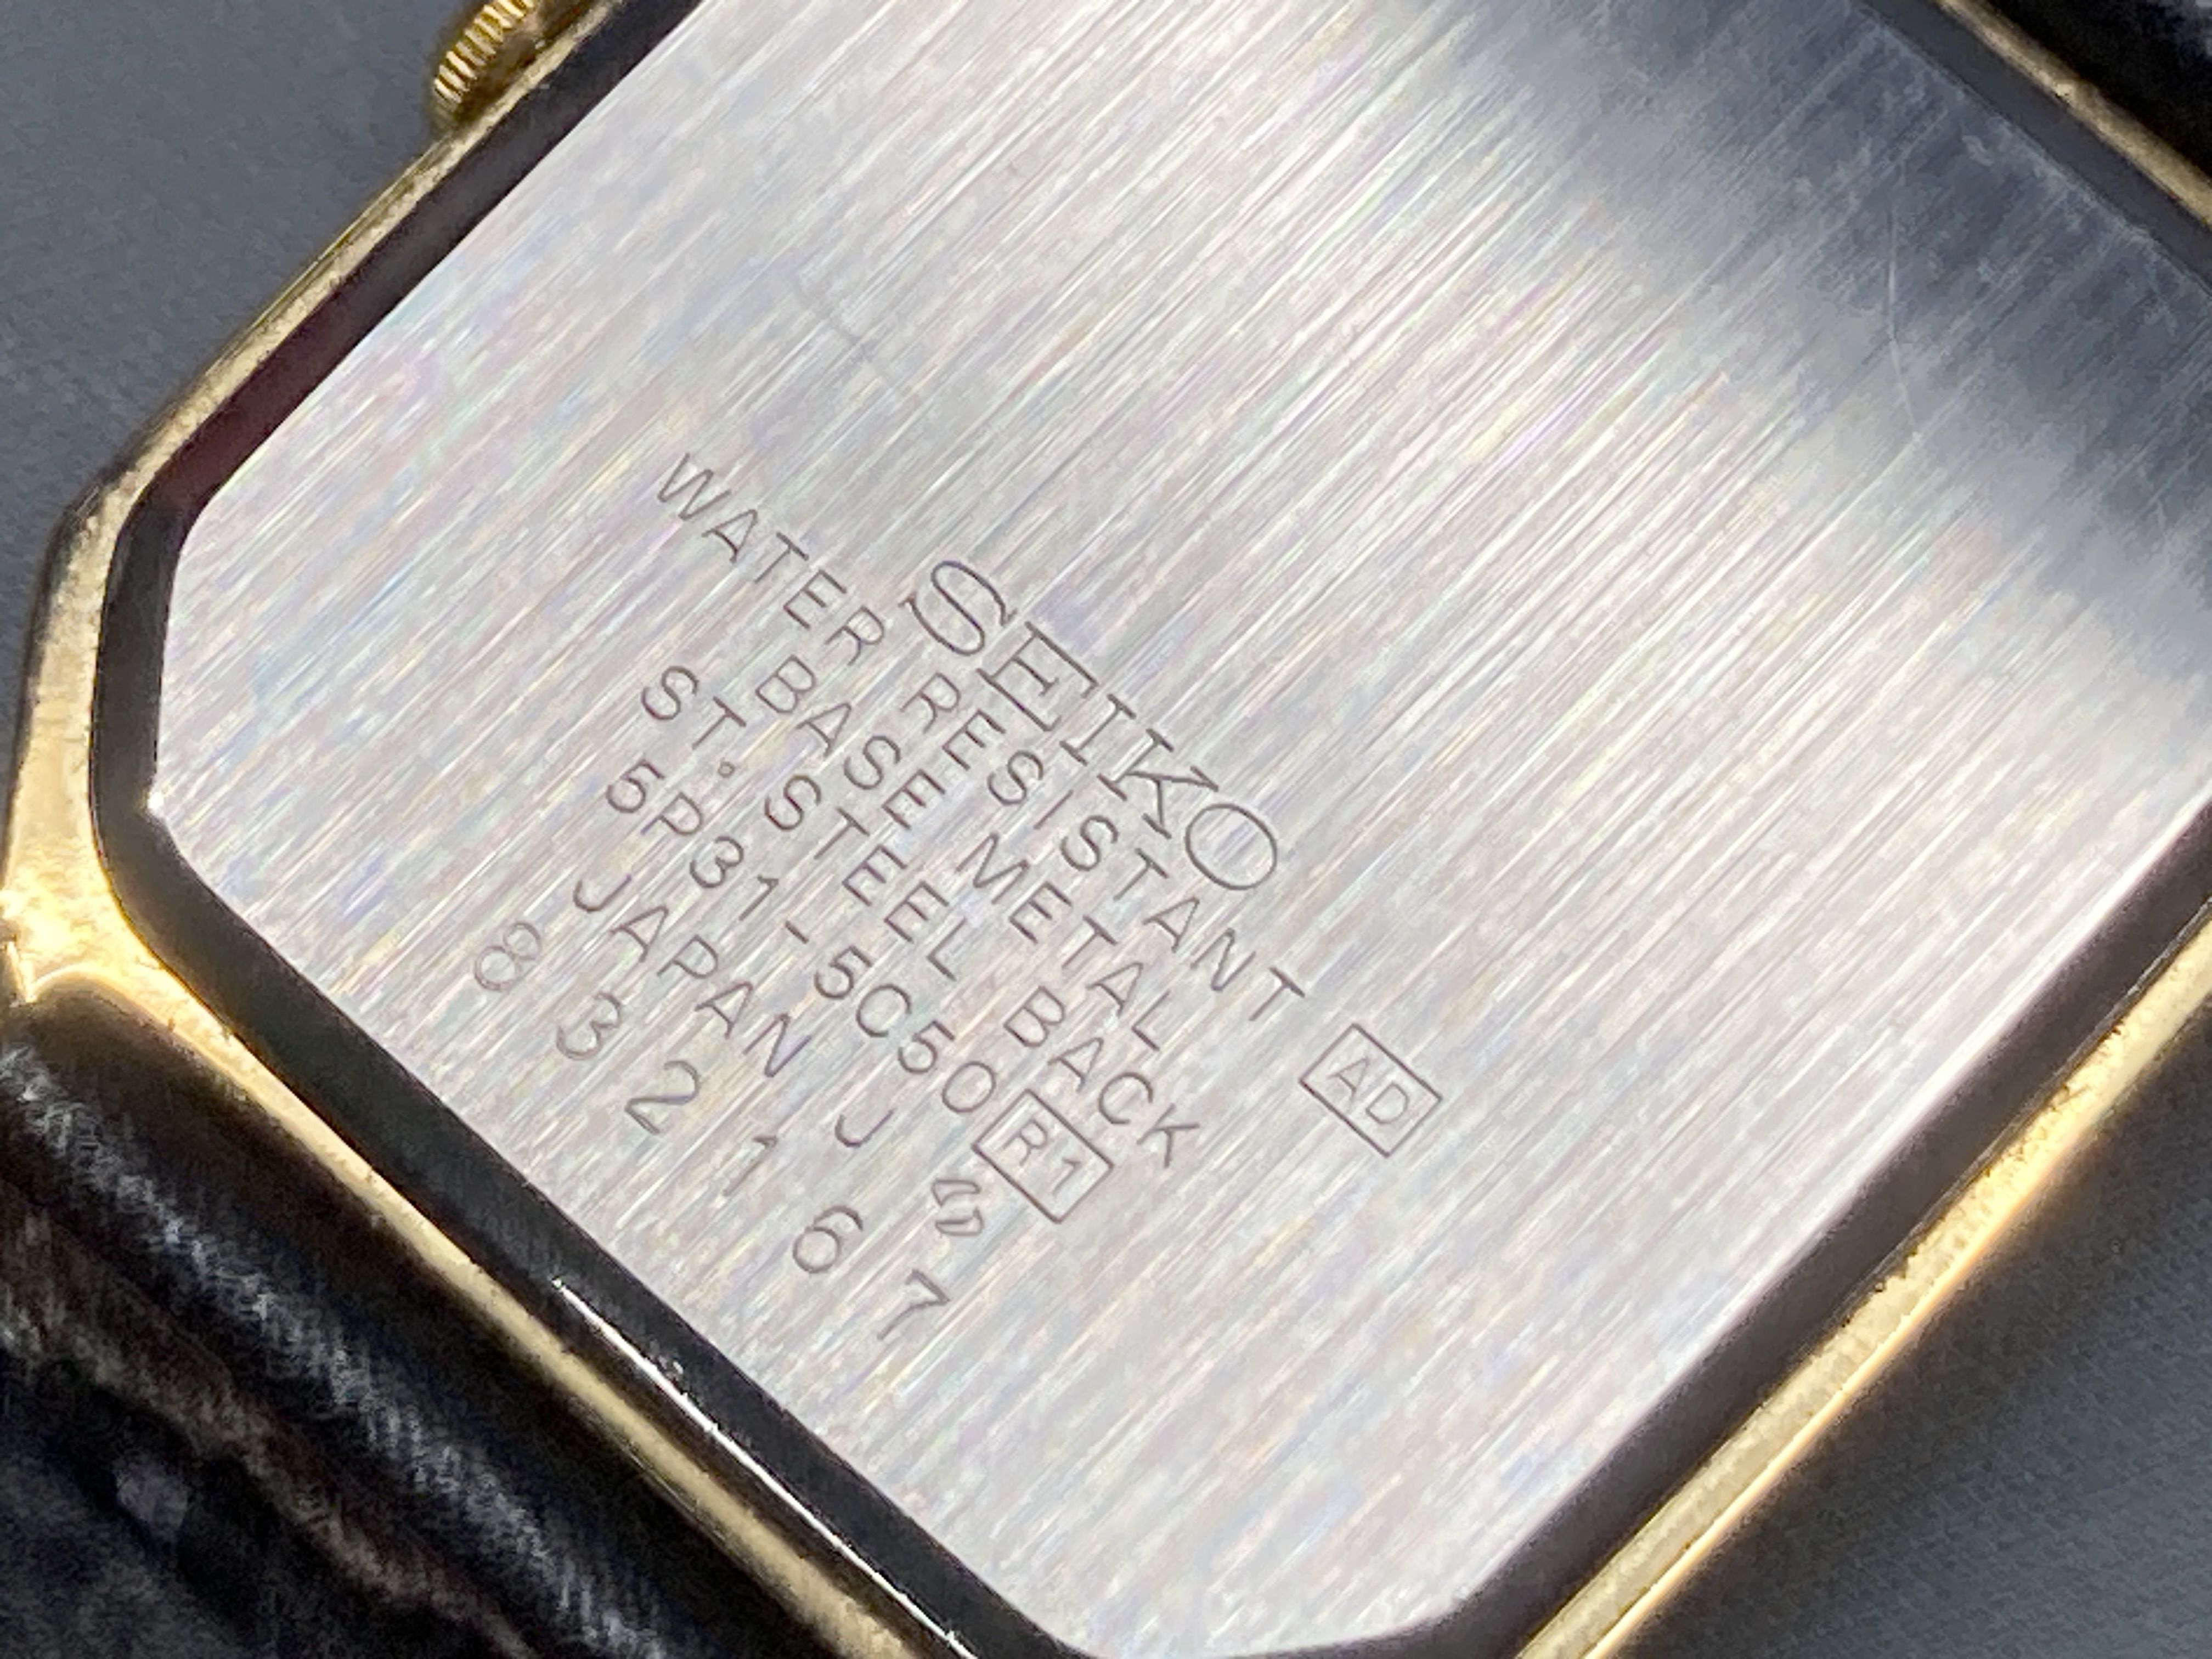 SEIKO
WATER RESISTANT AD
BASE METAL
ST. STEEL BACK
5P31-5C50 R1
JAPAN J
832167